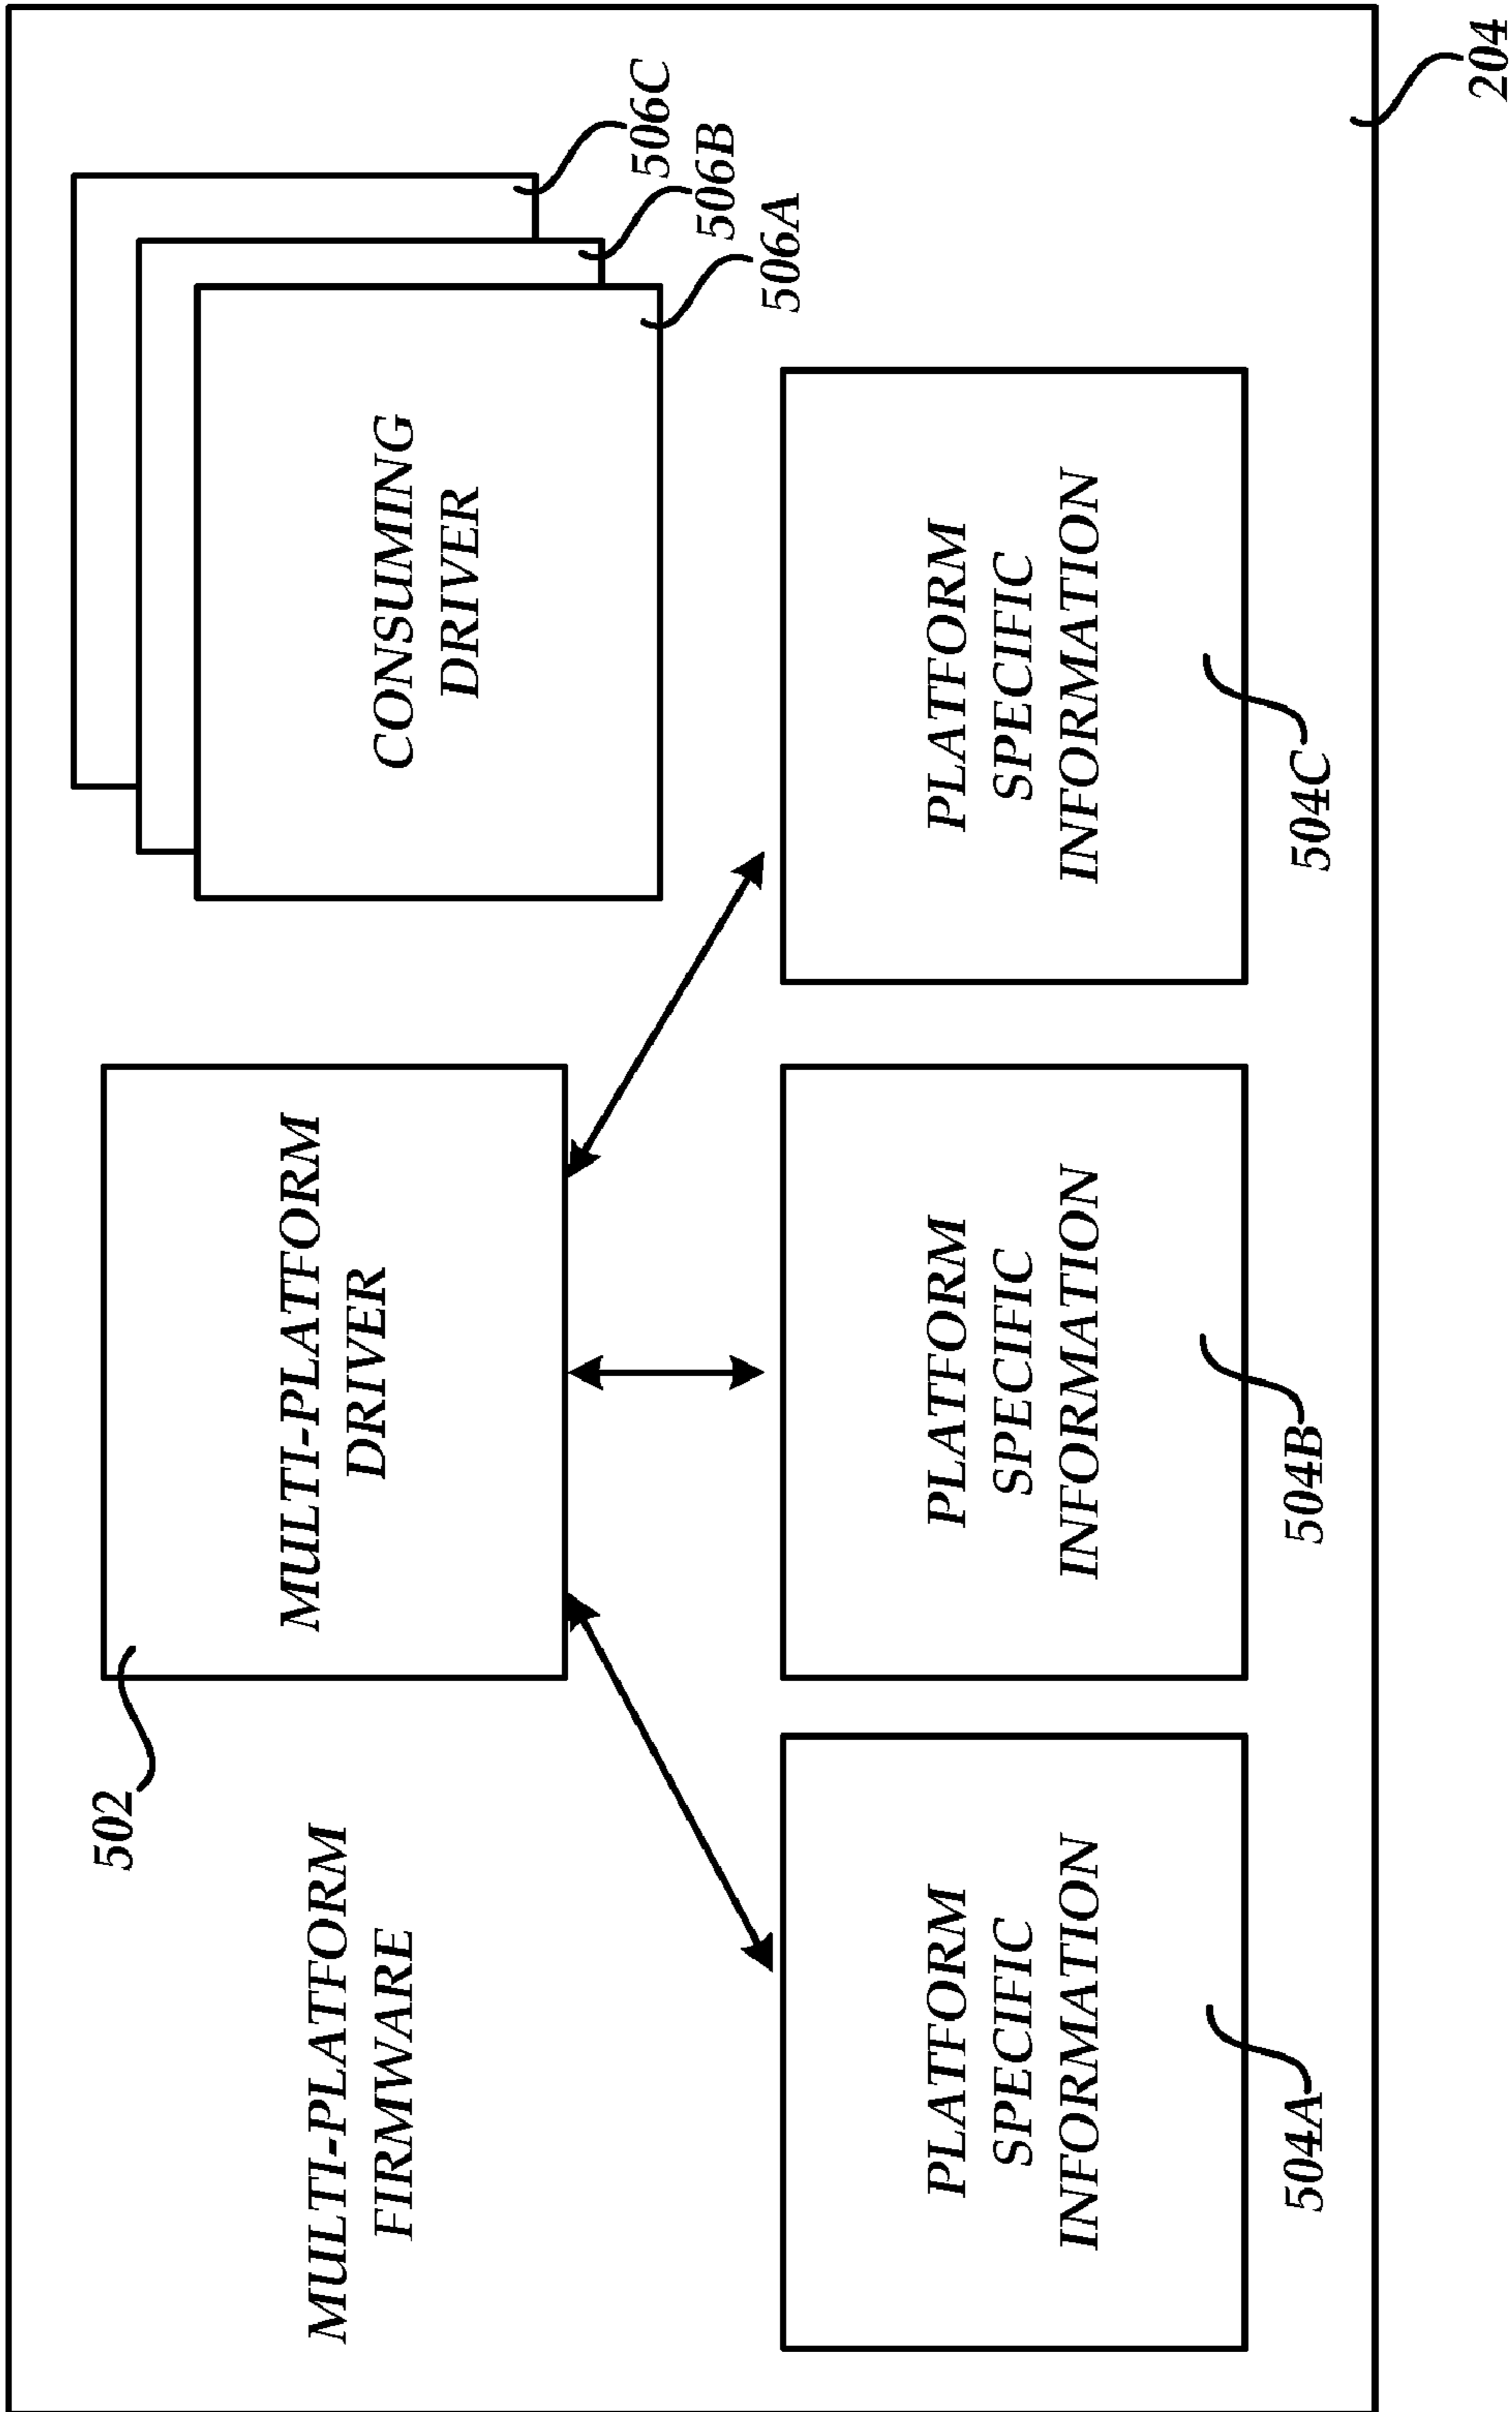 502
MULTI-PLATFORM
FIRMWARE
MULTI-PLATFORM
DRIVER
CONSUMING
DRIVER
506C
506B
506A
PLATFORM
SPECIFIC
INFORMATION
504A
PLATFORM
SPECIFIC
INFORMATION
504B
PLATFORM
SPECIFIC
INFORMATION
504C
204